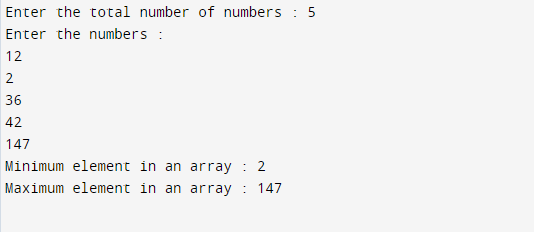 Enter the total number of numbers : 5
Enter the numbers :
12
2
36
42
147
Minimum element in an array : 2
Maximum element in an array : 147